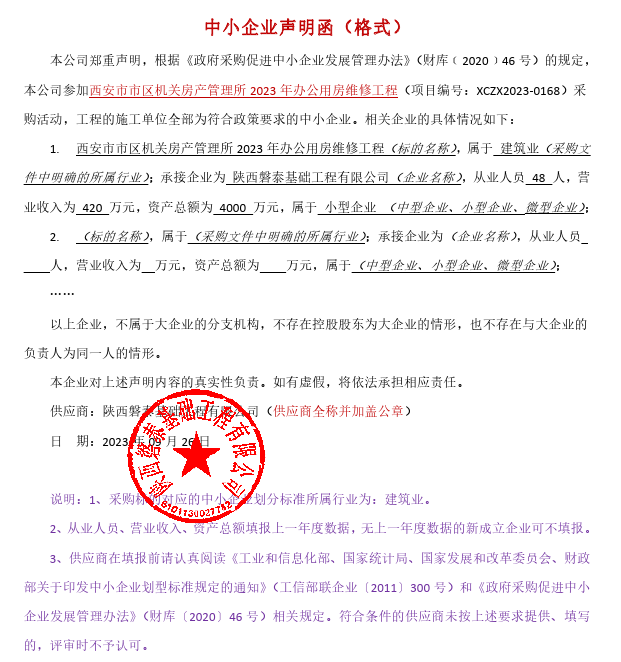 中小企业声明函（格式）
本公司郑重声明，根据《政府采购促进中小企业发展管理办法》（财库﹝2020﹞46 号）的规定，
本公司参加西安市市区机关房产管理所 2023 年办公用房维修工程（项目编号：XCZX2023-0168）采
购活动，工程的施工单位全部为符合政策要求的中小企业。相关企业的具体情况如下：
1. 西安市市区机关房产管理所 2023 年办公用房维修工程（标的名称），属于 建筑业（采购文
件中明确的所属行业）；承接企业为 陕西磐泰基础工程有限公司（企业名称），从业人员 48 人，营
业收入为 420 万元，资产总额为 4000 万元，属于 小型企业 （中型企业、小型企业、微型企业）；
2. （标的名称），属于（采购文件中明确的所属行业）；承接企业为（企业名称），从业人员_
____人，营业收入为__万元，资产总额为____万元，属于（中型企业、小型企业、微型企业）；
……
以上企业，不属于大企业的分支机构，不存在控股股东为大企业的情形，也不存在与大企业的
负责人为同一人的情形。
本企业对上述声明内容的真实性负责。如有虚假，将依法承担相应责任。
供应商：陕西磐泰基础工程有限公司（供应商全称并加盖公章）
日 期：2023 年 09 月 26 日
陕西磐泰基础工程有限公司
说明：1、采购标的对应的中小企业划分标准所属行业为：建筑业。
2、从业人员、营业收入、资产总额填报上一年度数据，无上一年度数据的新成立企业可不填报。
3、供应商在填报前请认真阅读《工业和信息化部、国家统计局、国家发展和改革委员会、财政
部关于印发中小企业划型标准规定的通知》（工信部联企业〔2011〕300 号）和《政府采购促进中小
企业发展管理办法》（财库〔2020〕46 号）相关规定。符合条件的供应商未按上述要求提供、填写
的，评审时不予认可。